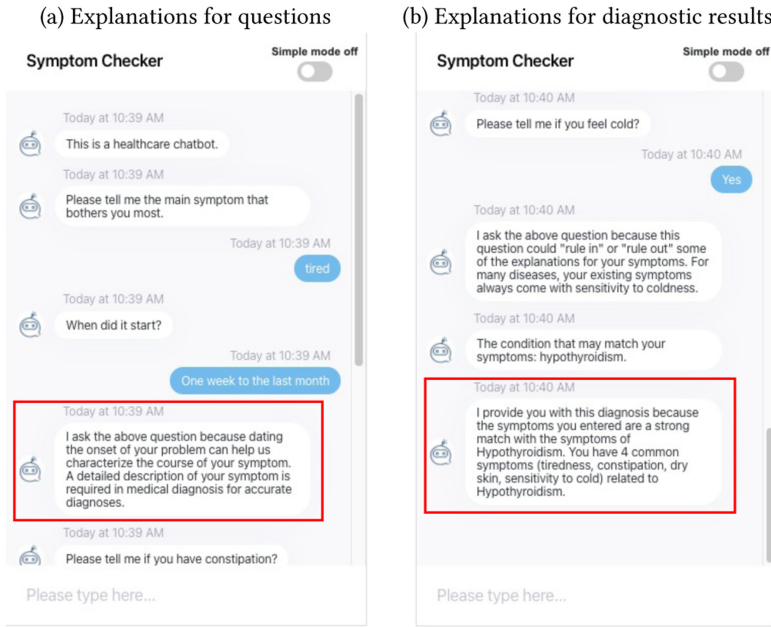 (a) Explanations for questions
Symptom Checker
Simple mode off
Today at 10:39 AM
This is a healthcare chatbot.
Today at 10:39 AM
Please tell me the main symptom that
bothers you most.
Today at 10:39 AM
tired
Today at 10:39 AM
When did it start?
Today at 10:39 AM
One week to the last month
Today at 10:39 AM
I ask the above question because dating
the onset of your problem can help us
characterize the course of your symptom.
A detailed description of your symptom is
required in medical diagnosis for accurate
diagnoses.
Today at 10:39 AM
Please tell me if you have constipation?
Please type here...
(b) Explanations for diagnostic results
Symptom Checker
Simple mode off
Today at 10:40 AM
Please tell me if you feel cold?
Today at 10:40 AM
Yes
Today at 10:40 AM
I ask the above question because this
question could "rule in" or "rule out" some
of the explanations for your symptoms. For
many diseases, your existing symptoms
always come with sensitivity to coldness.
Today at 10:40 AM
The condition that may match your
symptoms: hypothyroidism.
Today at 10:40 AM
I provide you with this diagnosis because
the symptoms you entered are a strong
match with the symptoms of
Hypothyroidism. You have 4 common
symptoms (tiredness, constipation, dry
skin, sensitivity to cold) related to
Hypothyroidism.
Please type here...